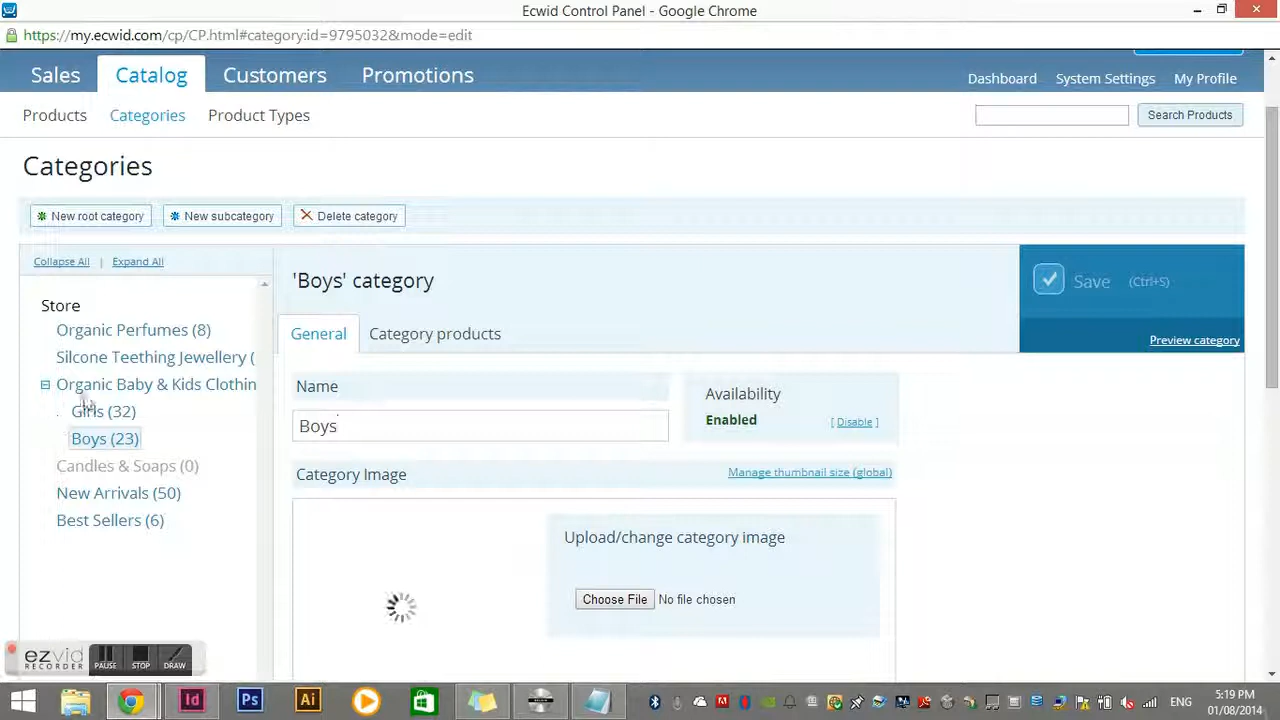 Ecwid Control Panel - Google Chrome
https://my.ecwid.com/cp/CP.html#category:id=9795032&mode=edit
Sales Catalog Customers Promotions
Dashboard System Settings My Profile
Products Categories Product Types
Search Products
Categories
New root category New subcategory Delete category
Collapse All | Expand All
'Boys' category
Save (Ctrl+S)
Store
Organic Perfumes (8)
General Category products
Preview category
Silcone Teething Jewellery (
Organic Baby & Kids Clothin
Name
Availability
Girls (32)
Boys
Enabled
[ Disable ]
Boys (23)
Candles & Soaps (0)
Category Image
Manage thumbnail size (global)
New Arrivals (50)
Best Sellers (6)
Upload/change category image
Choose File No file chosen
ezvid
RECORDER
PAUSE STOP DRAW
Id Ps Ai
ENG
5:19 PM
01/08/2014